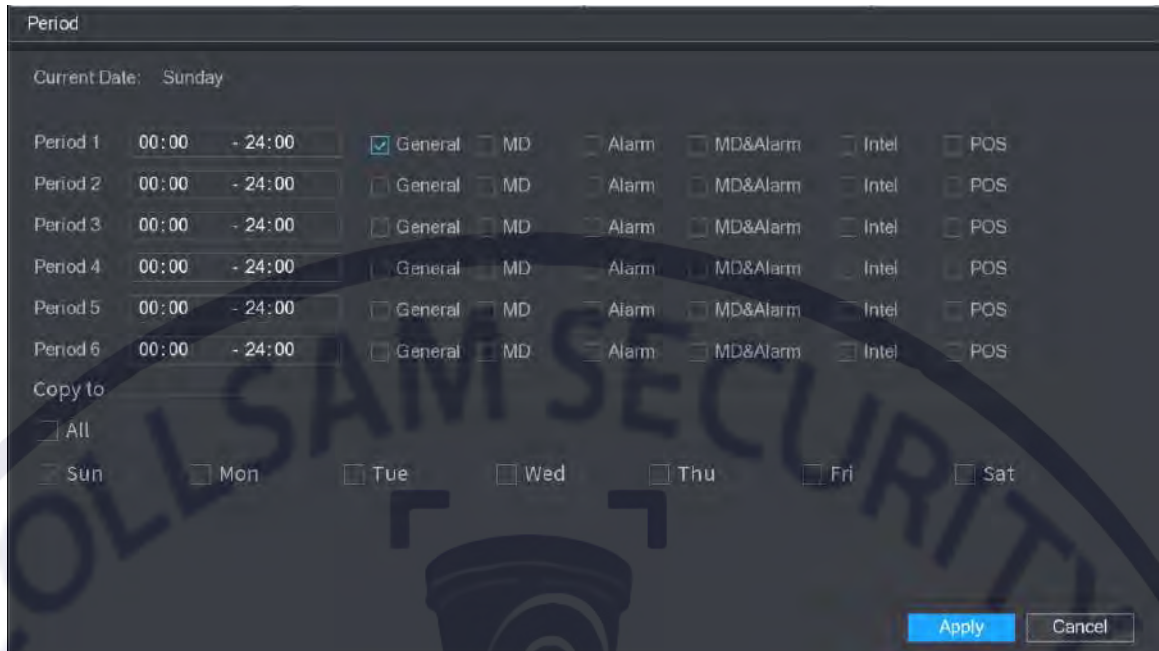 Period
Current Date: Sunday
Period 1 00:00 - 24:00 General MD Alarm MD&Alarm Intel POS
Period 2 00:00 - 24:00 General MD Alarm MD&Alarm Intel POS
Period 3 00:00 - 24:00 General MD Alarm MD&Alarm Intel POS
Period 4 00:00 - 24:00 General MD Alarm MD&Alarm Intel POS
Period 5 00:00 - 24:00 General MD Alarm MD&Alarm Intel POS
Period 6 00:00 - 24:00 General MD Alarm MD&Alarm Intel POS
Copy to
All
Sun Mon Tue Wed Thu Fri Sat
OLLSAM SECURITY
Apply Cancel